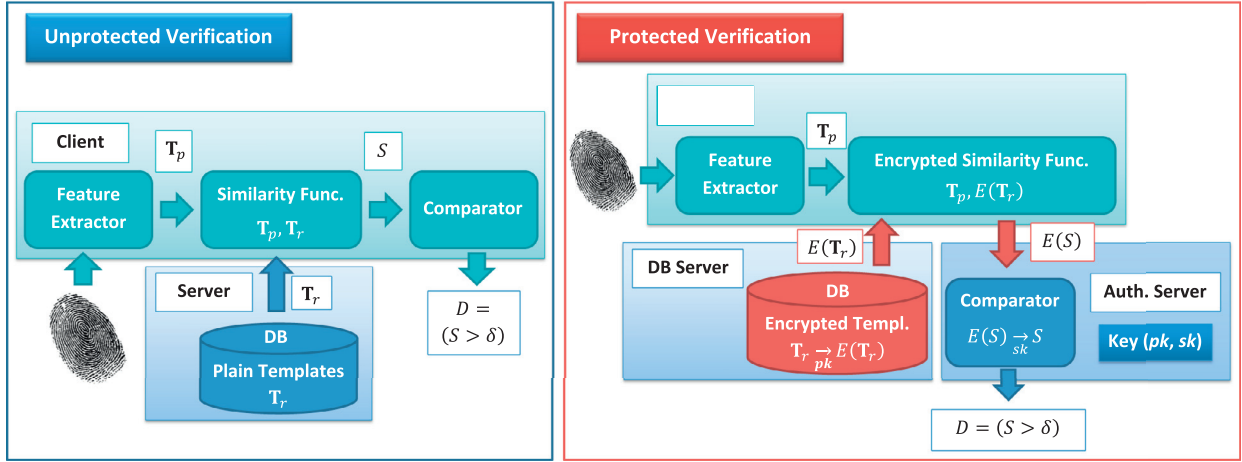 Unprotected Verification
Client
𝐓ₚ
S
Feature
Extractor
Similarity Func.
𝐓ₚ, 𝐓ᵣ
Comparator
Server
𝐓ᵣ
DB
Plain Templates
𝐓ᵣ
D =
(S > δ)
Protected Verification
𝐓ₚ
Feature
Extractor
Encrypted Similarity Func.
𝐓ₚ, E(𝐓ᵣ)
E(𝐓ᵣ)
E(S)
DB Server
DB
Encrypted Templ.
𝐓ᵣ →pk E(𝐓ᵣ)
Comparator
E(S) →sk S
Auth. Server
Key (pk, sk)
D = (S > δ)